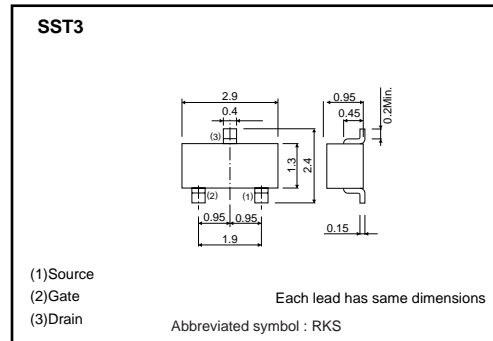 SST3
2.9
0.4
(3)
1.3
2.4
(2)
(1)
0.95 0.95
1.9
0.95
0.45
0.2Min.
0.15
(1)Source
(2)Gate
(3)Drain
Each lead has same dimensions
Abbreviated symbol : RKS